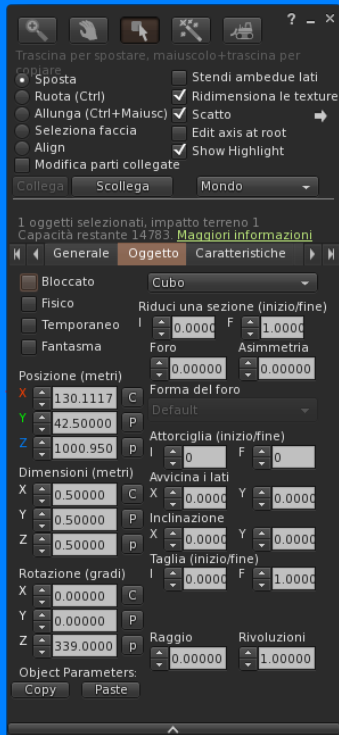 ? _ ×
Trascina per spostare, maiuscolo+trascina per
copiare
Sposta
Stendi ambedue lati
Ruota (Ctrl)
Ridimensiona le texture
Allunga (Ctrl+Maiusc)
Scatto
Seleziona faccia
Edit axis at root
Align
Show Highlight
Modifica parti collegate
Collega Scollega Mondo
1 oggetti selezionati, impatto terreno 1
Capacità restante 14783. Maggiori informazioni
Generale Oggetto Caratteristiche
Bloccato Cubo
Fisico Riduci una sezione (inizio/fine)
I 0.0000 F 1.0000
Temporaneo
Fantasma Foro Asimmetria
0.00000 0.00000
Posizione (metri) Forma del foro
X 130.1117 C Default
Y 42.50000 P
Attorciglia (inizio/fine)
Z 1000.950 p I 0 F 0
Dimensioni (metri) Avvicina i lati
X 0.50000 C X 0.0000 Y 0.0000
Y 0.50000 P Inclinazione
Z 0.50000 p X 0.0000 Y 0.0000
Rotazione (gradi) Taglia (inizio/fine)
X 0.00000 C I 0.0000 F 1.0000
Y 0.00000 P
Z 339.0000 p Raggio Rivoluzioni
0.00000 1.00000
Object Parameters:
Copy Paste